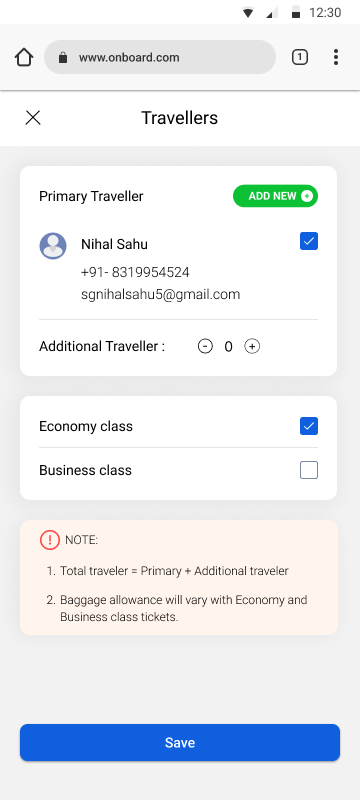 12:30
www.onboard.com
1
Travellers
Primary Traveller
ADD NEW
Nihal Sahu
+91- 8319954524
sgnihalsahu5@gmail.com
Additional Traveller : - 0 +
Economy class
Business class
! NOTE:
1. Total traveler = Primary + Additional traveler
2. Baggage allowance will vary with Economy and
Business class tickets.
Save